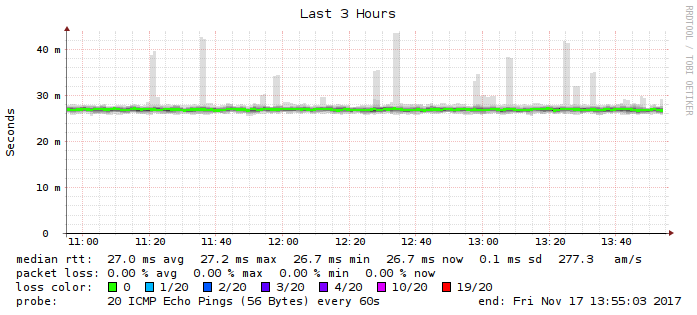 Last 3 Hours
RRDTOOL / TOBI OETIKER
Seconds
40 m
30 m
20 m
10 m
0
11:00 11:20 11:40 12:00 12:20 12:40 13:00 13:20 13:40
median rtt: 27.0 ms avg 27.2 ms max 26.7 ms min 26.7 ms now 0.1 ms sd 277.3 am/s
packet loss: 0.00 % avg 0.00 % max 0.00 % min 0.00 % now
loss color: 0 1/20 2/20 3/20 4/20 10/20 19/20
probe: 20 ICMP Echo Pings (56 Bytes) every 60s end: Fri Nov 17 13:55:03 2017